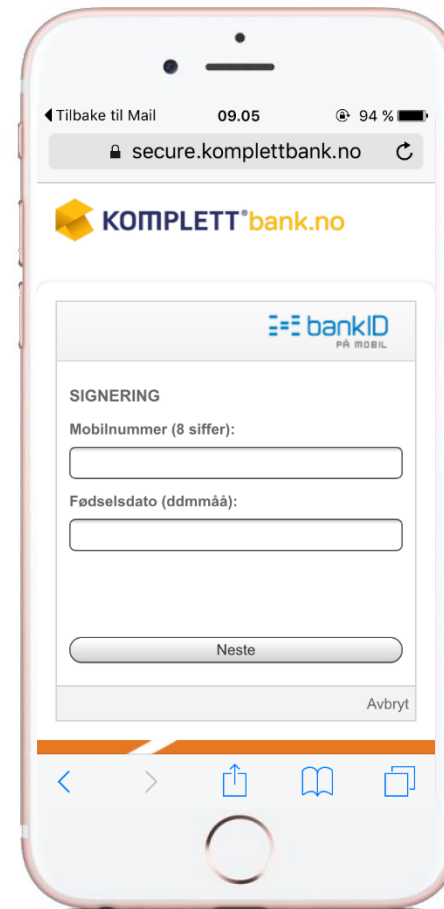 Tilbake til Mail 09.05 94 %
secure.komplettbank.no
KOMPLETT®bank.no
bankID
PÅ MOBIL
SIGNERING
Mobilnummer (8 siffer):
Fødselsdato (ddmmåå):
Neste
Avbryt